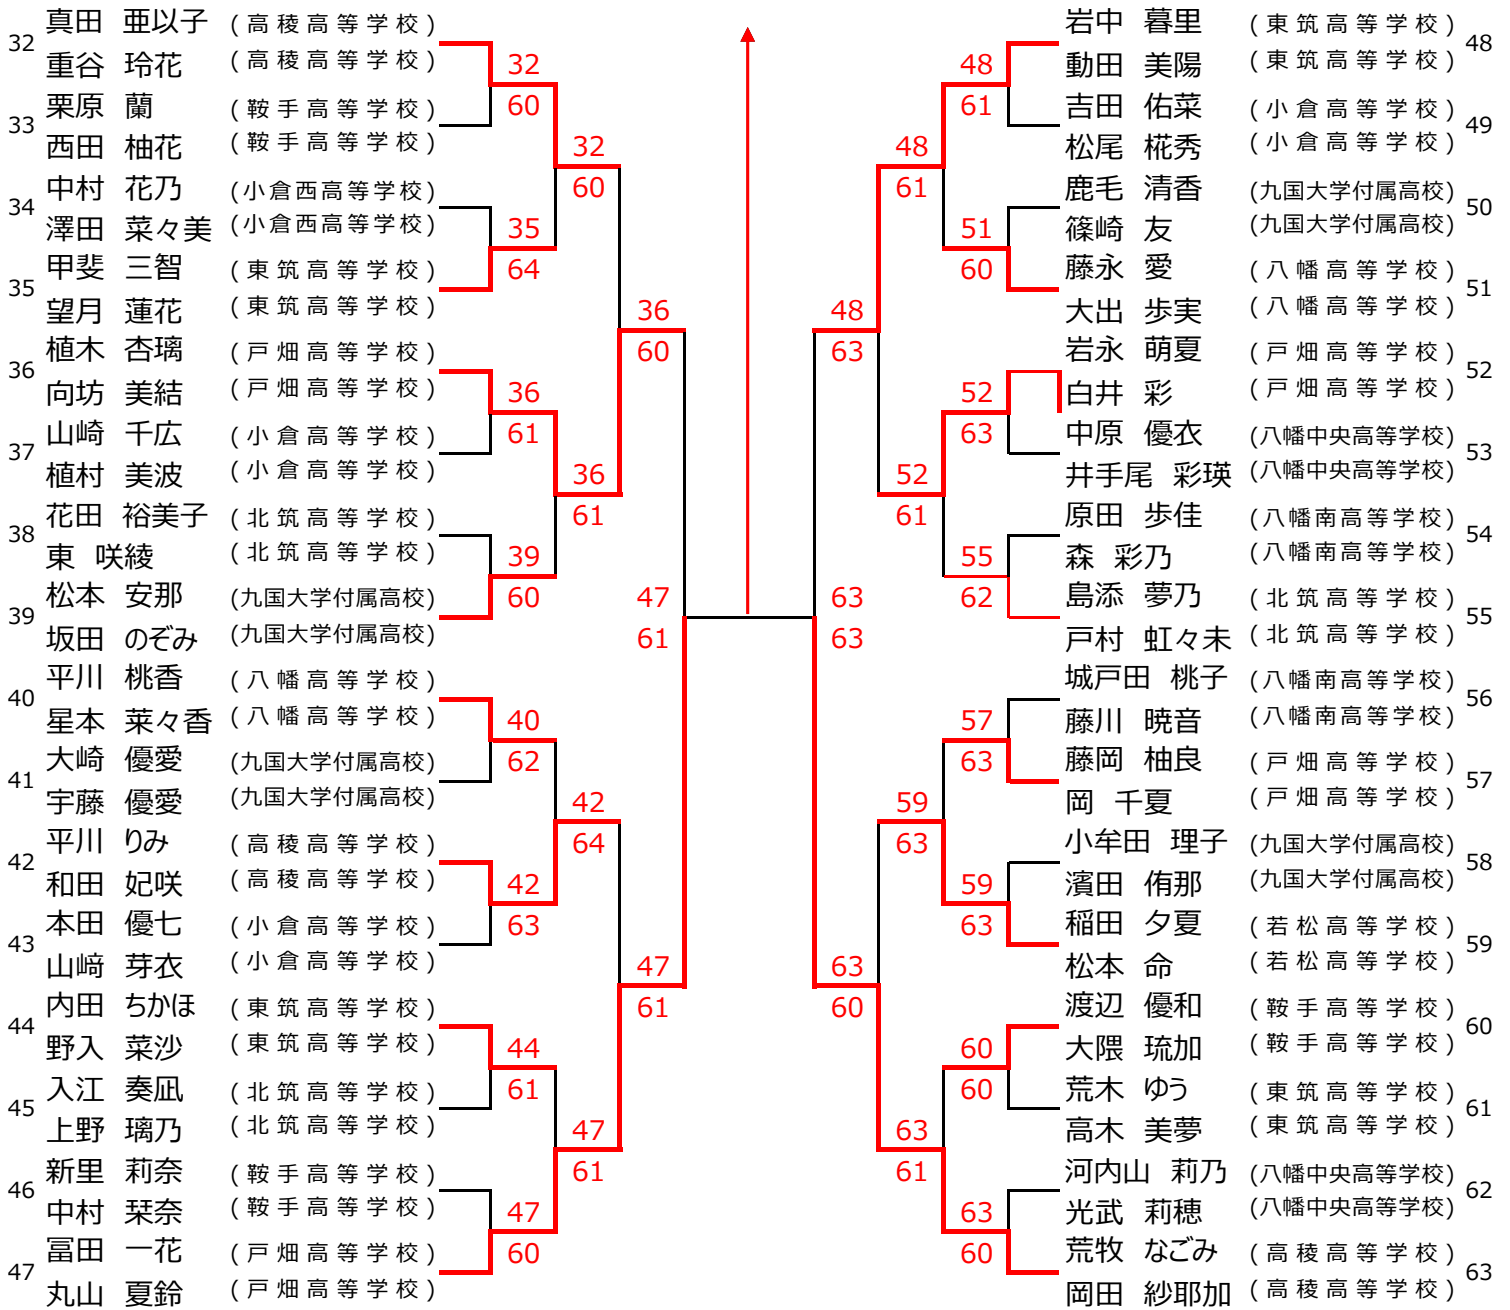 32
真田 亜以子 (高稜高等学校)
重谷 玲花 (高稜高等学校)
33
栗原 蘭 (鞍手高等学校)
西田 柚花 (鞍手高等学校)
34
中村 花乃 (小倉西高等学校)
澤田 菜々美 (小倉西高等学校)
35
甲斐 三智 (東筑高等学校)
望月 蓮花 (東筑高等学校)
36
植木 杏璃 (戸畑高等学校)
向坊 美結 (戸畑高等学校)
37
山崎 千広 (小倉高等学校)
植村 美波 (小倉高等学校)
38
花田 裕美子 (北筑高等学校)
東 咲綾 (北筑高等学校)
39
松本 安那 (九国大学付属高校)
坂田 のぞみ (九国大学付属高校)
40
平川 桃香 (八幡高等学校)
星本 菜々香 (八幡高等学校)
41
大崎 優愛 (九国大学付属高校)
宇藤 優愛 (九国大学付属高校)
42
平川 りみ (高稜高等学校)
和田 妃咲 (高稜高等学校)
43
本田 優七 (小倉高等学校)
山﨑 芽衣 (小倉高等学校)
44
内田 ちかほ (東筑高等学校)
野入 菜沙 (東筑高等学校)
45
入江 奏凪 (北筑高等学校)
上野 璃乃 (北筑高等学校)
46
新里 莉奈 (鞍手高等学校)
中村 栞奈 (鞍手高等学校)
47
冨田 一花 (戸畑高等学校)
丸山 夏鈴 (戸畑高等学校)
32
60
35
64
36
61
39
60
40
62
42
63
44
61
47
60
32
60
36
61
42
64
47
61
36
60
47
61
47
61
63
63
48
63
63
60
48
61
52
61
59
63
63
61
48
61
51
60
52
63
55
62
57
63
59
63
60
60
63
60
岩中 暮里 (東筑高等学校)
動田 美陽 (東筑高等学校)
48
吉田 佑菜 (小倉高等学校)
松尾 椛秀 (小倉高等学校)
49
鹿毛 清香 (九国大学付属高校)
篠崎 友 (九国大学付属高校)
50
藤永 愛 (八幡高等学校)
大出 歩実 (八幡高等学校)
51
岩永 萌夏 (戸畑高等学校)
白井 彩 (戸畑高等学校)
52
中原 優衣 (八幡中央高等学校)
井手尾 彩瑛 (八幡中央高等学校)
53
原田 歩佳 (八幡南高等学校)
森 彩乃 (八幡南高等学校)
54
島添 夢乃 (北筑高等学校)
戸村 虹々未 (北筑高等学校)
55
城戸田 桃子 (八幡南高等学校)
藤川 暁音 (八幡南高等学校)
56
藤岡 柚良 (戸畑高等学校)
岡 千夏 (戸畑高等学校)
57
小牟田 理子 (九国大学付属高校)
濱田 侑那 (九国大学付属高校)
58
稲田 夕夏 (若松高等学校)
松本 命 (若松高等学校)
59
渡辺 優和 (鞍手高等学校)
大隈 琉加 (鞍手高等学校)
60
荒木 ゆう (東筑高等学校)
高木 美夢 (東筑高等学校)
61
河内山 莉乃 (八幡中央高等学校)
光武 莉穂 (八幡中央高等学校)
62
荒牧 なごみ (高稜高等学校)
岡田 紗耶加 (高稜高等学校)
63